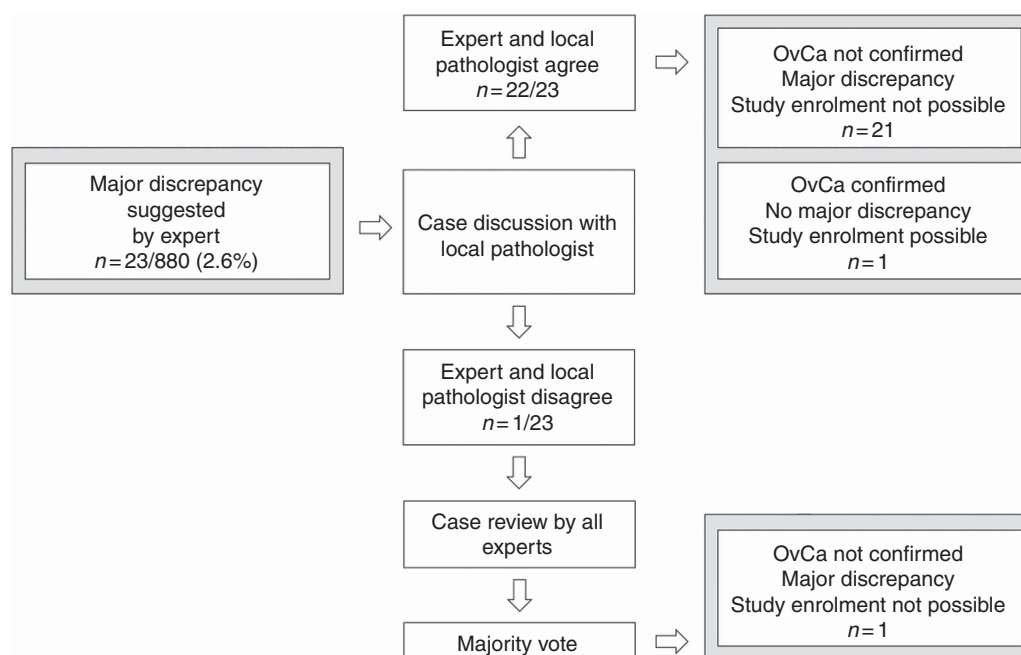 Expert and local
pathologist agree
n=22/23
OvCa not confirmed
Major discrepancy
Study enrolment not possible
n=21
Major discrepancy
suggested
by expert
n=23/880 (2.6%)
Case discussion with
local pathologist
OvCa confirmed
No major discrepancy
Study enrolment possible
n=1
Expert and local
pathologist disagree
n=1/23
Case review by all
experts
Majority vote
OvCa not confirmed
Major discrepancy
Study enrolment not possible
n=1